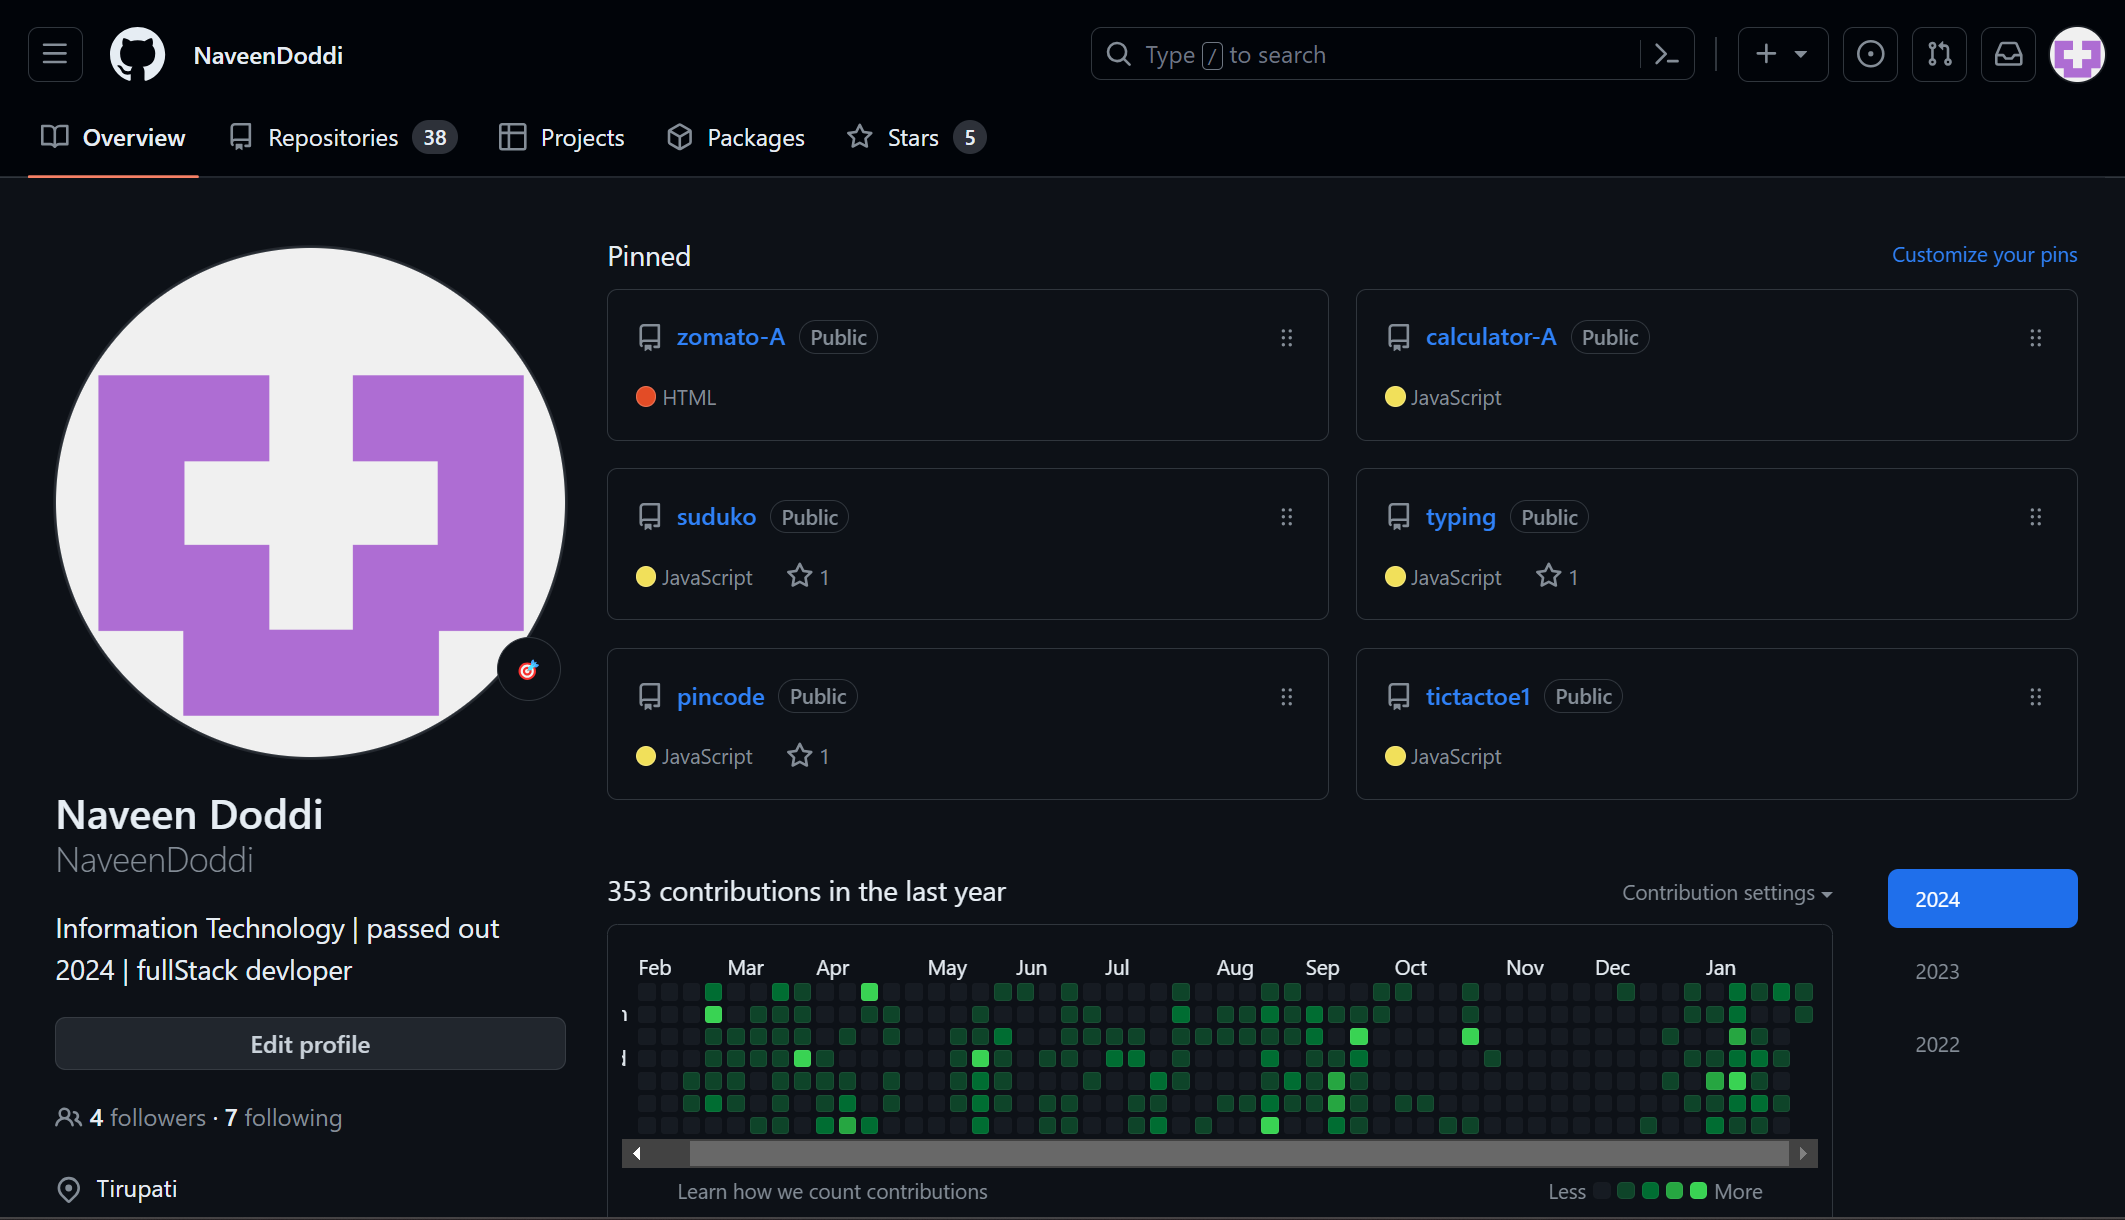 NaveenDoddi
Type / to search
Overview
Repositories 38
Projects
Packages
Stars 5
Pinned
Customize your pins
zomato-A Public
HTML
calculator-A Public
JavaScript
suduko Public
JavaScript 1
typing Public
JavaScript 1
pincode Public
JavaScript 1
tictactoe1 Public
JavaScript
Naveen Doddi
NaveenDoddi
Information Technology | passed out
2024 | fullStack devloper
Edit profile
4 followers · 7 following
Tirupati
353 contributions in the last year
Contribution settings
2024
2023
2022
Feb Mar Apr May Jun Jul Aug Sep Oct Nov Dec Jan
Learn how we count contributions
Less More